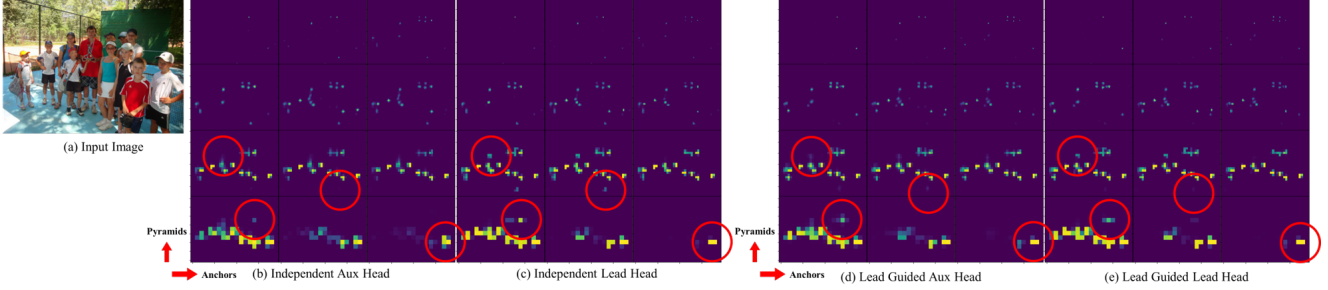 (a) Input Image
Pyramids
Anchors
(b) Independent Aux Head
(c) Independent Lead Head
Pyramids
Anchors
(d) Lead Guided Aux Head
(e) Lead Guided Lead Head